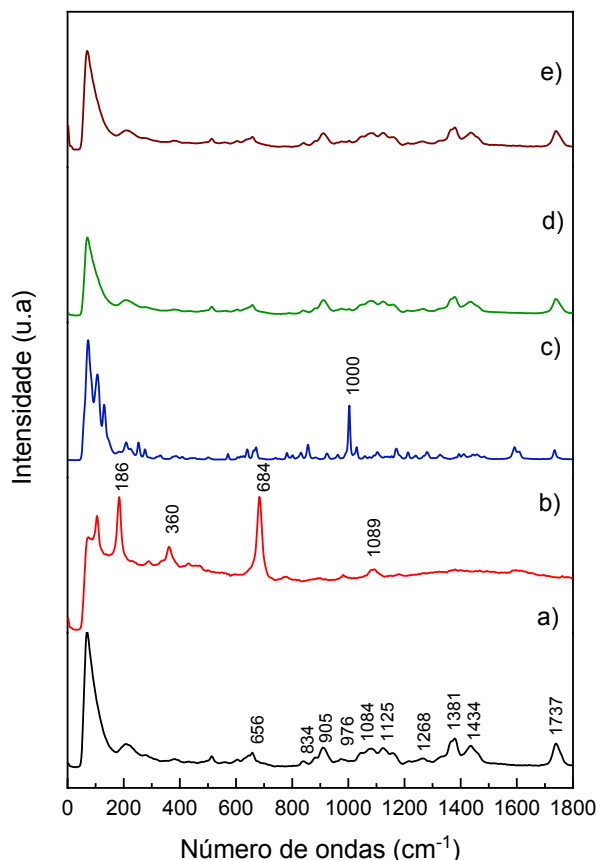 e)
d)
c)
1000
b)
186
360
684
1089
a)
656
834
905
976
1084
1125
1268
1381
1434
1737
0 200 400 600 800 1000 1200 1400 1600 1800
Número de ondas (cm⁻¹)
Intensidade (u.a)